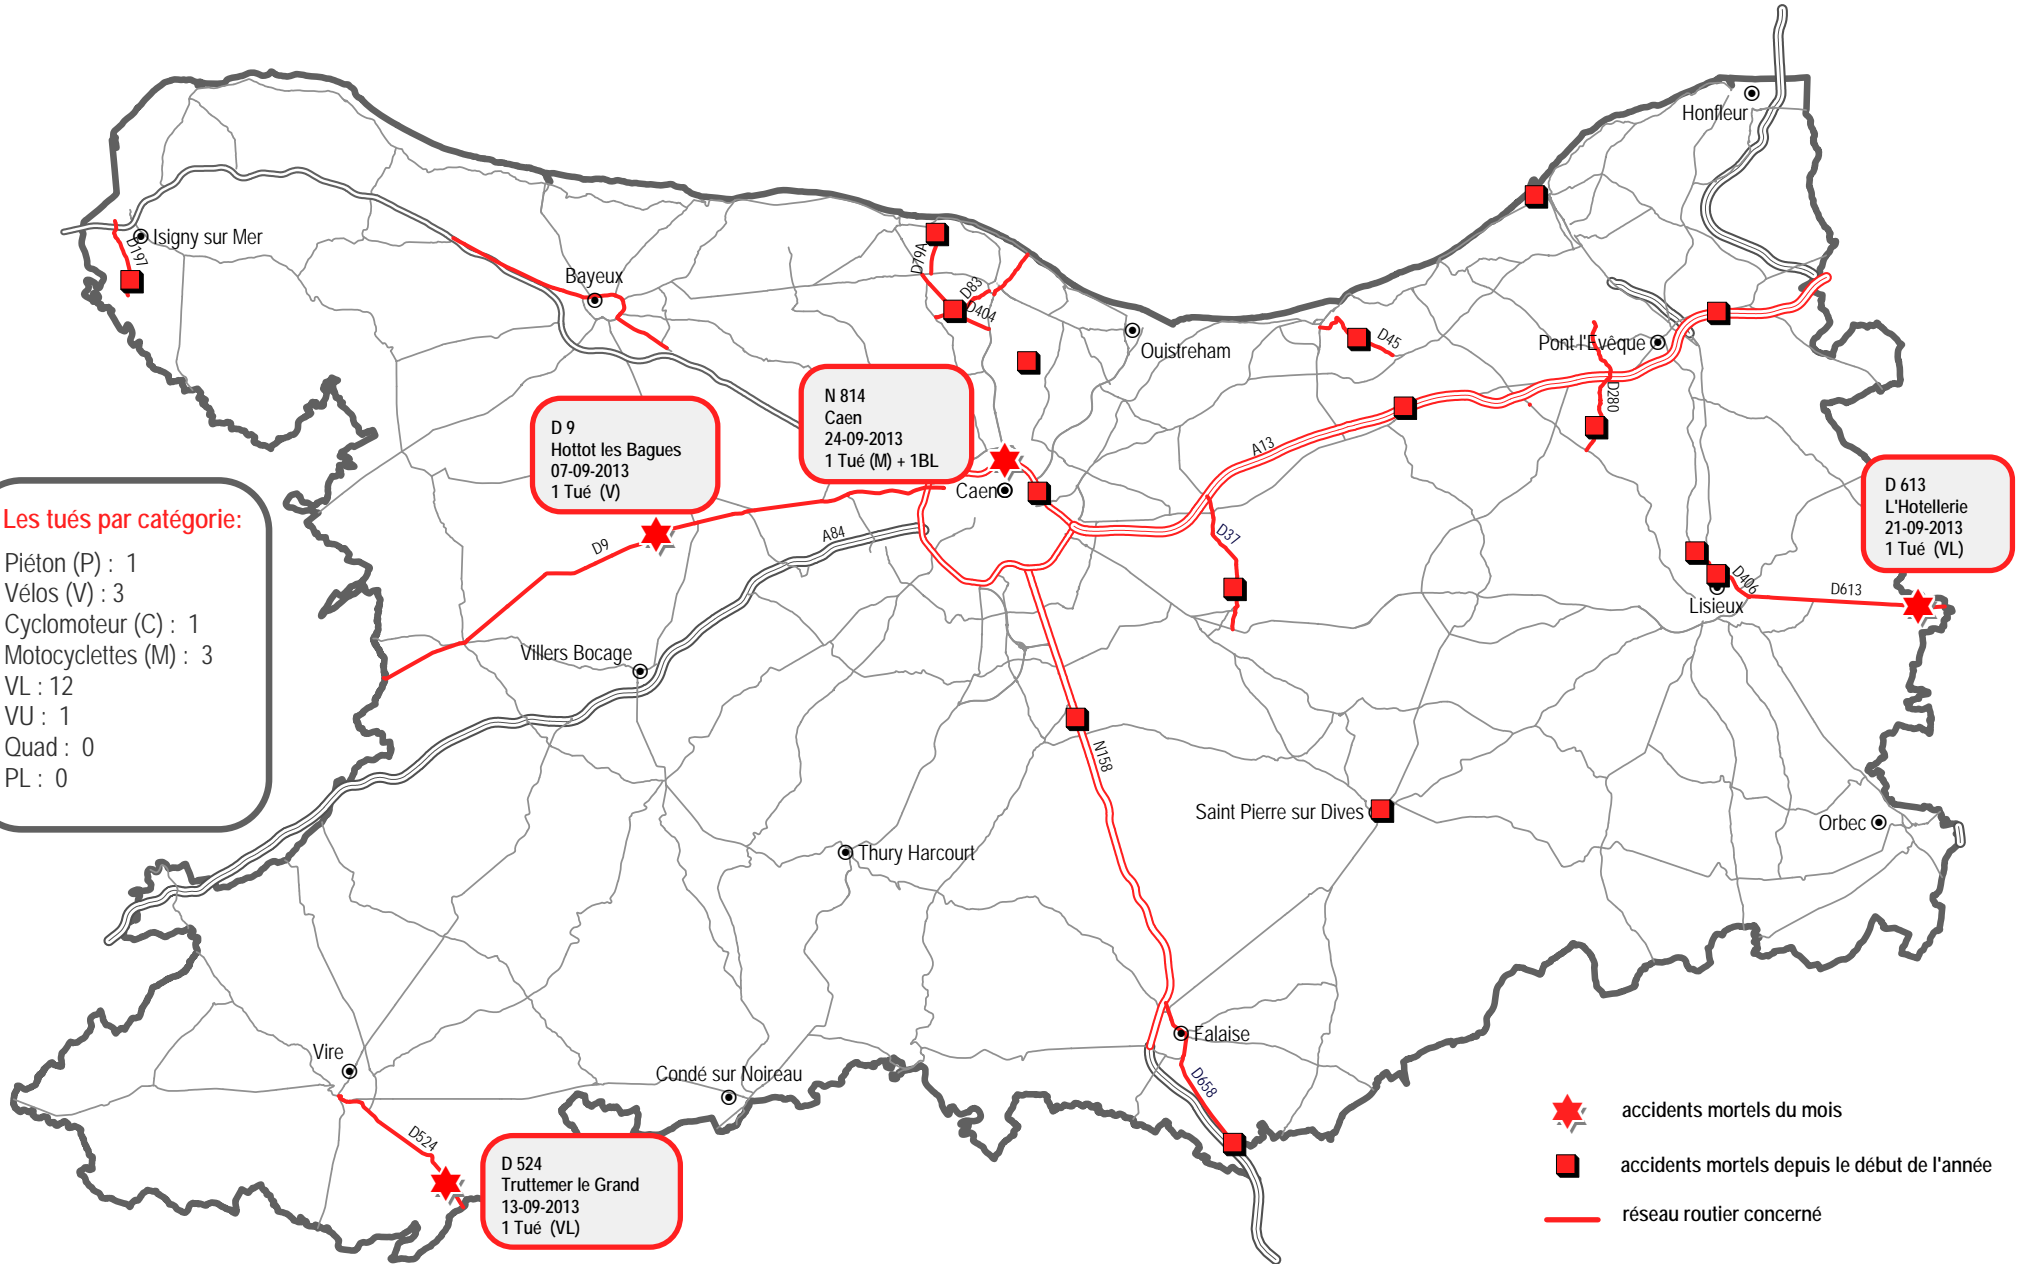 Honfleur
Isigny sur Mer
D197
Bayeux
D79A
D83
D404
Ouistreham
D45
Pont l'Evêque
D280
N 814
Caen
24-09-2013
1 Tué (M) + 1BL
D 9
Hottot les Bagues
07-09-2013
1 Tué (V)
A13
Caen
D 613
L'Hotellerie
21-09-2013
1 Tué (VL)
Les tués par catégorie:
Piéton (P) : 1
Vélos (V) : 3
Cyclomoteur (C) : 1
Motocyclettes (M) : 3
VL : 12
VU : 1
Quad : 0
PL : 0
D9
A84
D37
D406
D613
Lisieux
Villers Bocage
N158
Saint Pierre sur Dives
Orbec
Thury Harcourt
Falaise
Vire
Condé sur Noireau
D658
D524
D 524
Truttemer le Grand
13-09-2013
1 Tué (VL)
accidents mortels du mois
accidents mortels depuis le début de l'année
réseau routier concerné